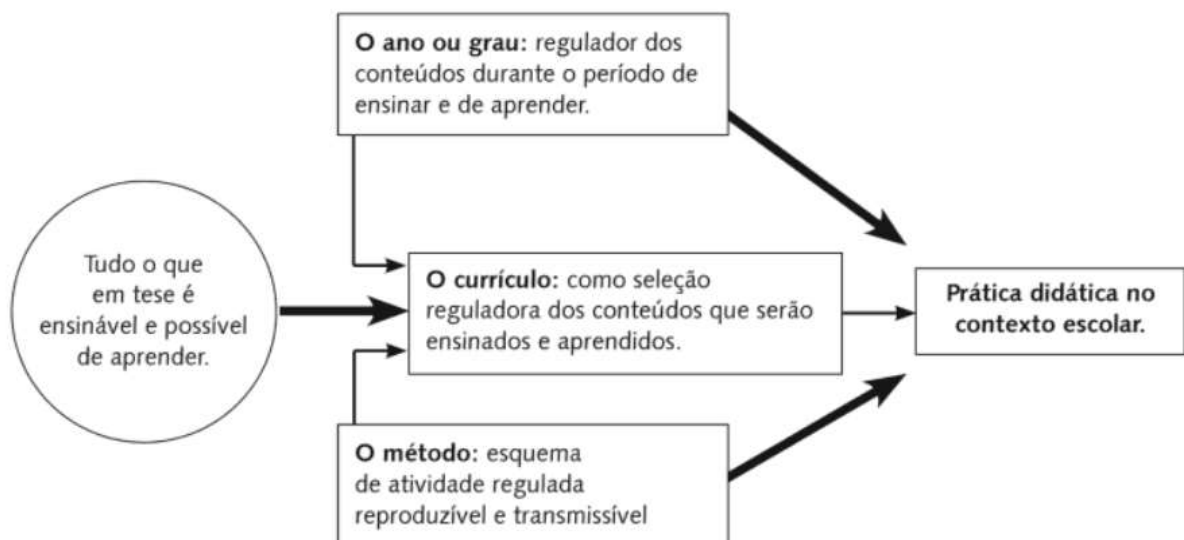 O ano ou grau: regulador dos
conteúdos durante o período de
ensinar e de aprender.
Tudo o que
em tese é
ensinável e possível
de aprender.
O currículo: como seleção
reguladora dos conteúdos que serão
ensinados e aprendidos.
Prática didática no
contexto escolar.
O método: esquema
de atividade regulada
reproduzível e transmissível